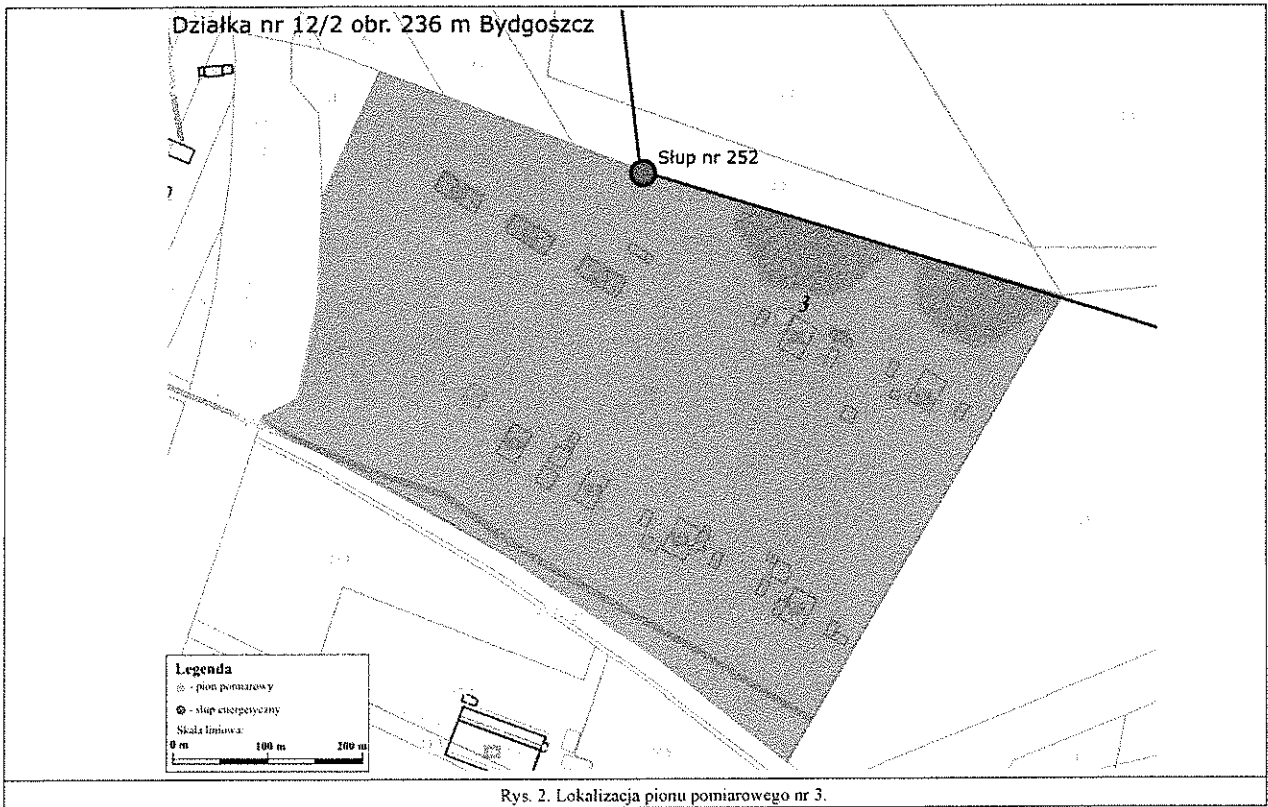 Działka nr 12/2 obr. 236 m Bydgoszcz
Słup nr 252
3
Legenda
- pion pomiarowy
- słup energetyczny
Skala liniowa:
0 m 100 m 200 m
Rys. 2. Lokalizacja pionu pomiarowego nr 3.